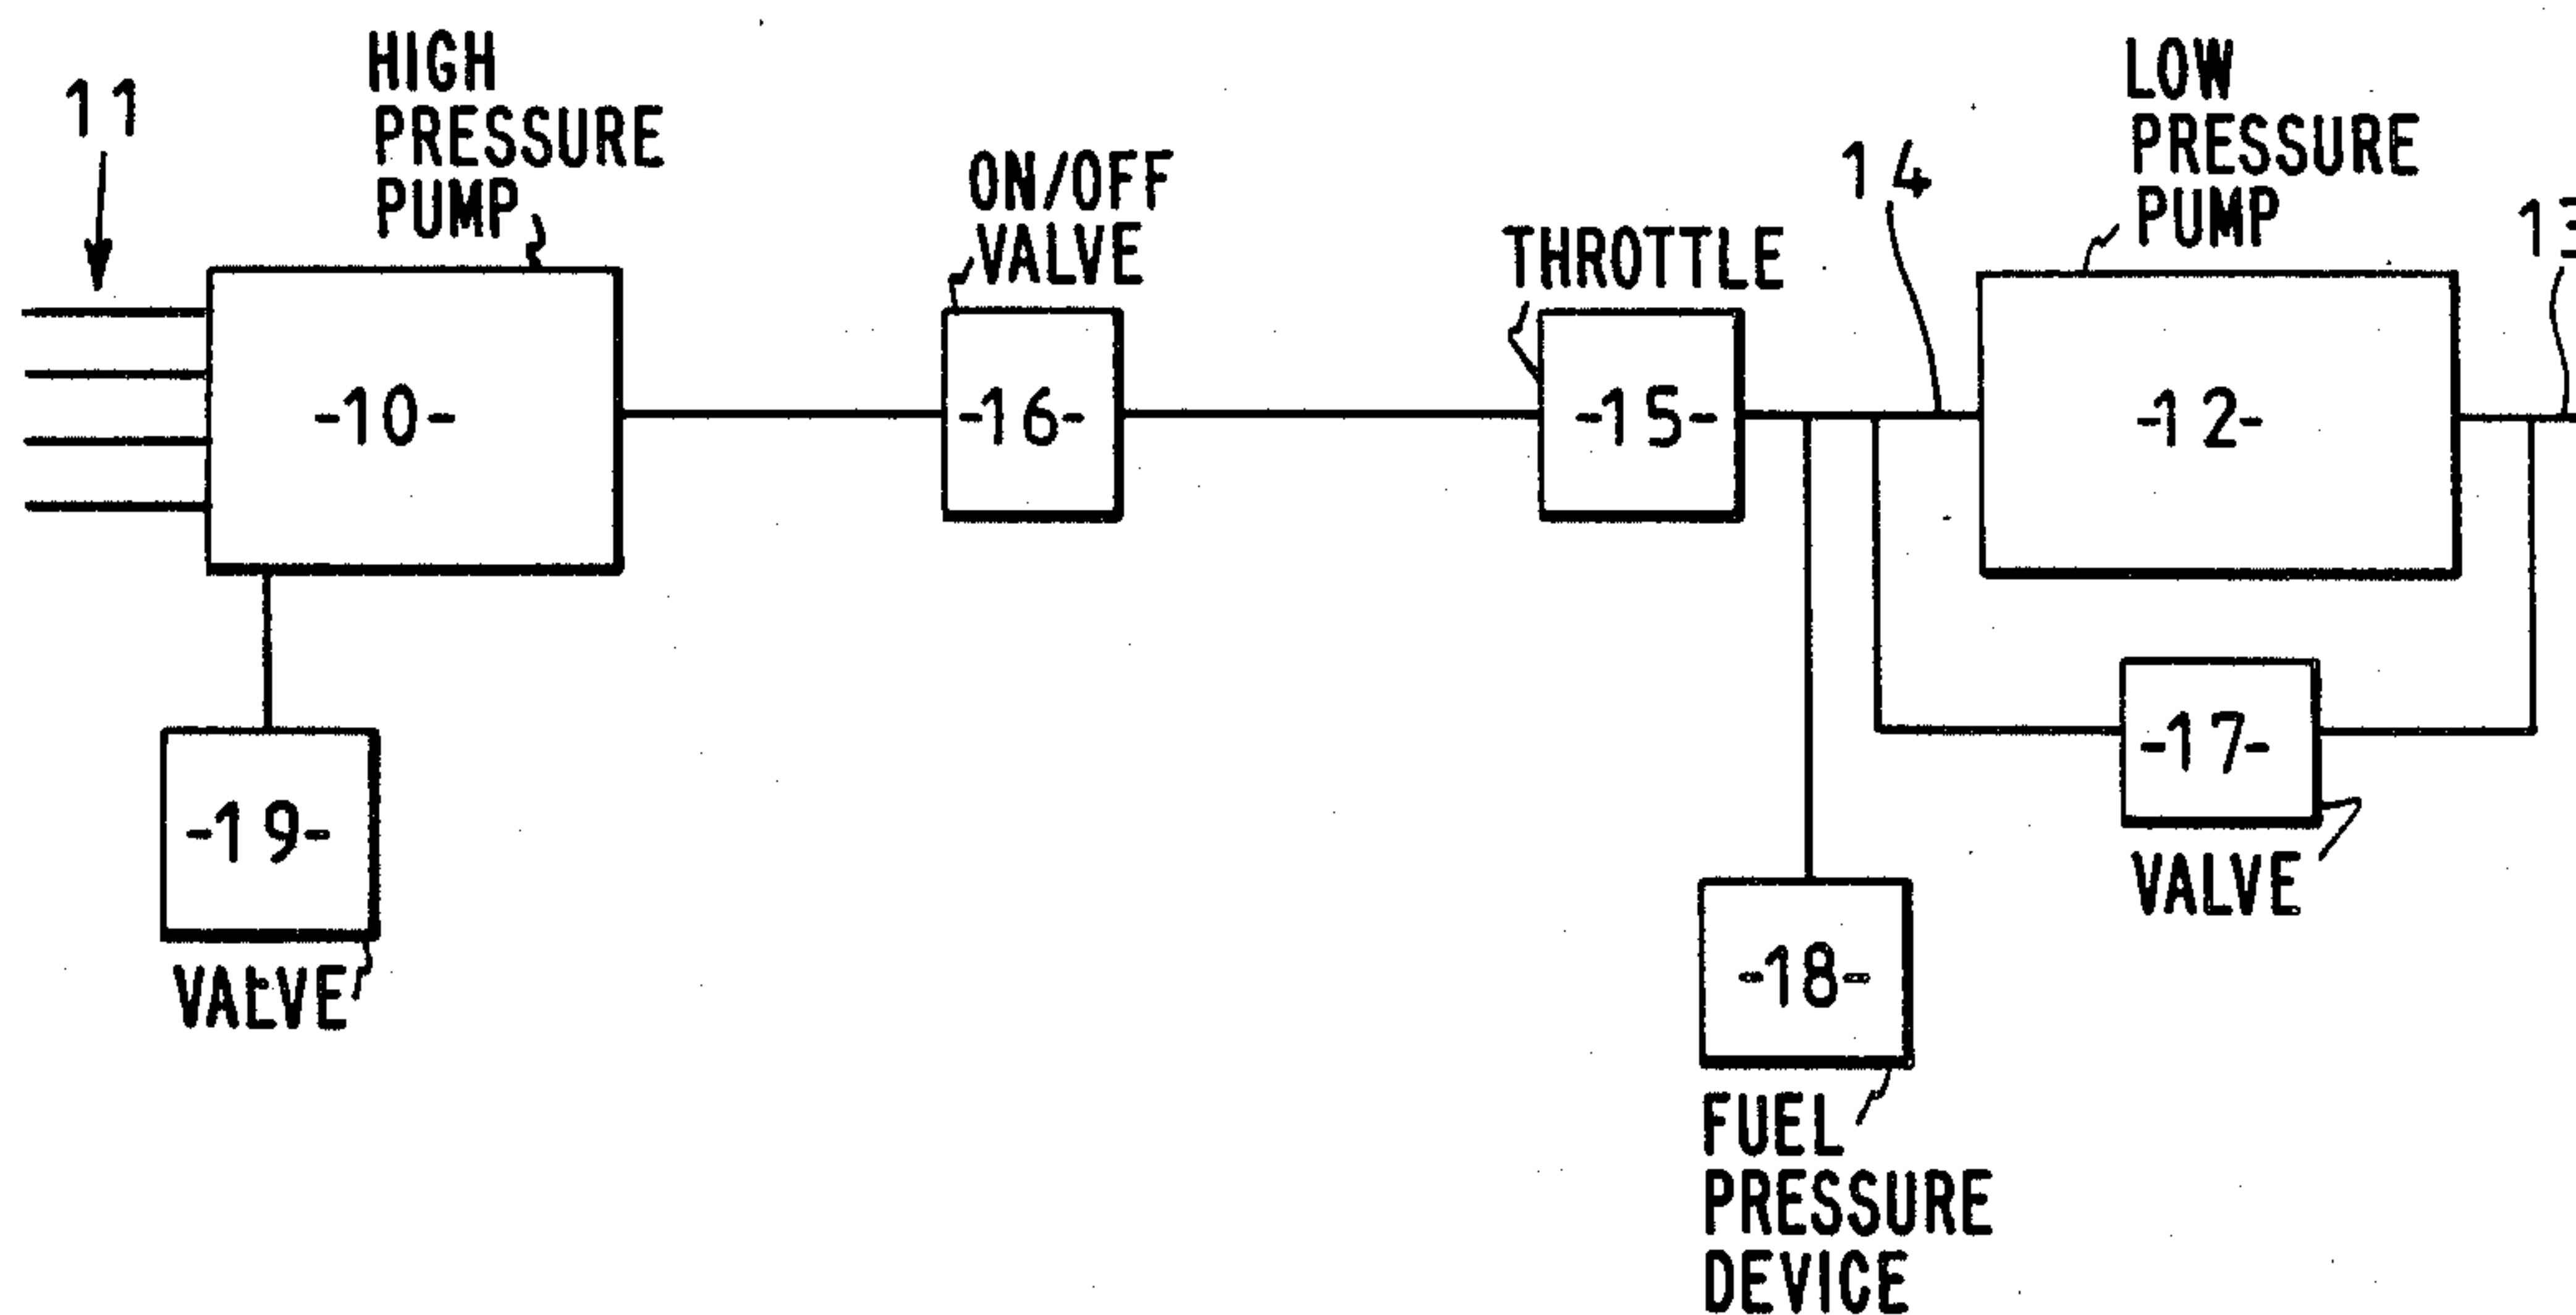 11
HIGH
PRESSURE
PUMP
ON/OFF
VALVE
THROTTLE
14
LOW
PRESSURE
PUMP
13
-10-
-16-
-15-
-12-
-17-
VALVE
-19-
VALVE
-18-
FUEL
PRESSURE
DEVICE